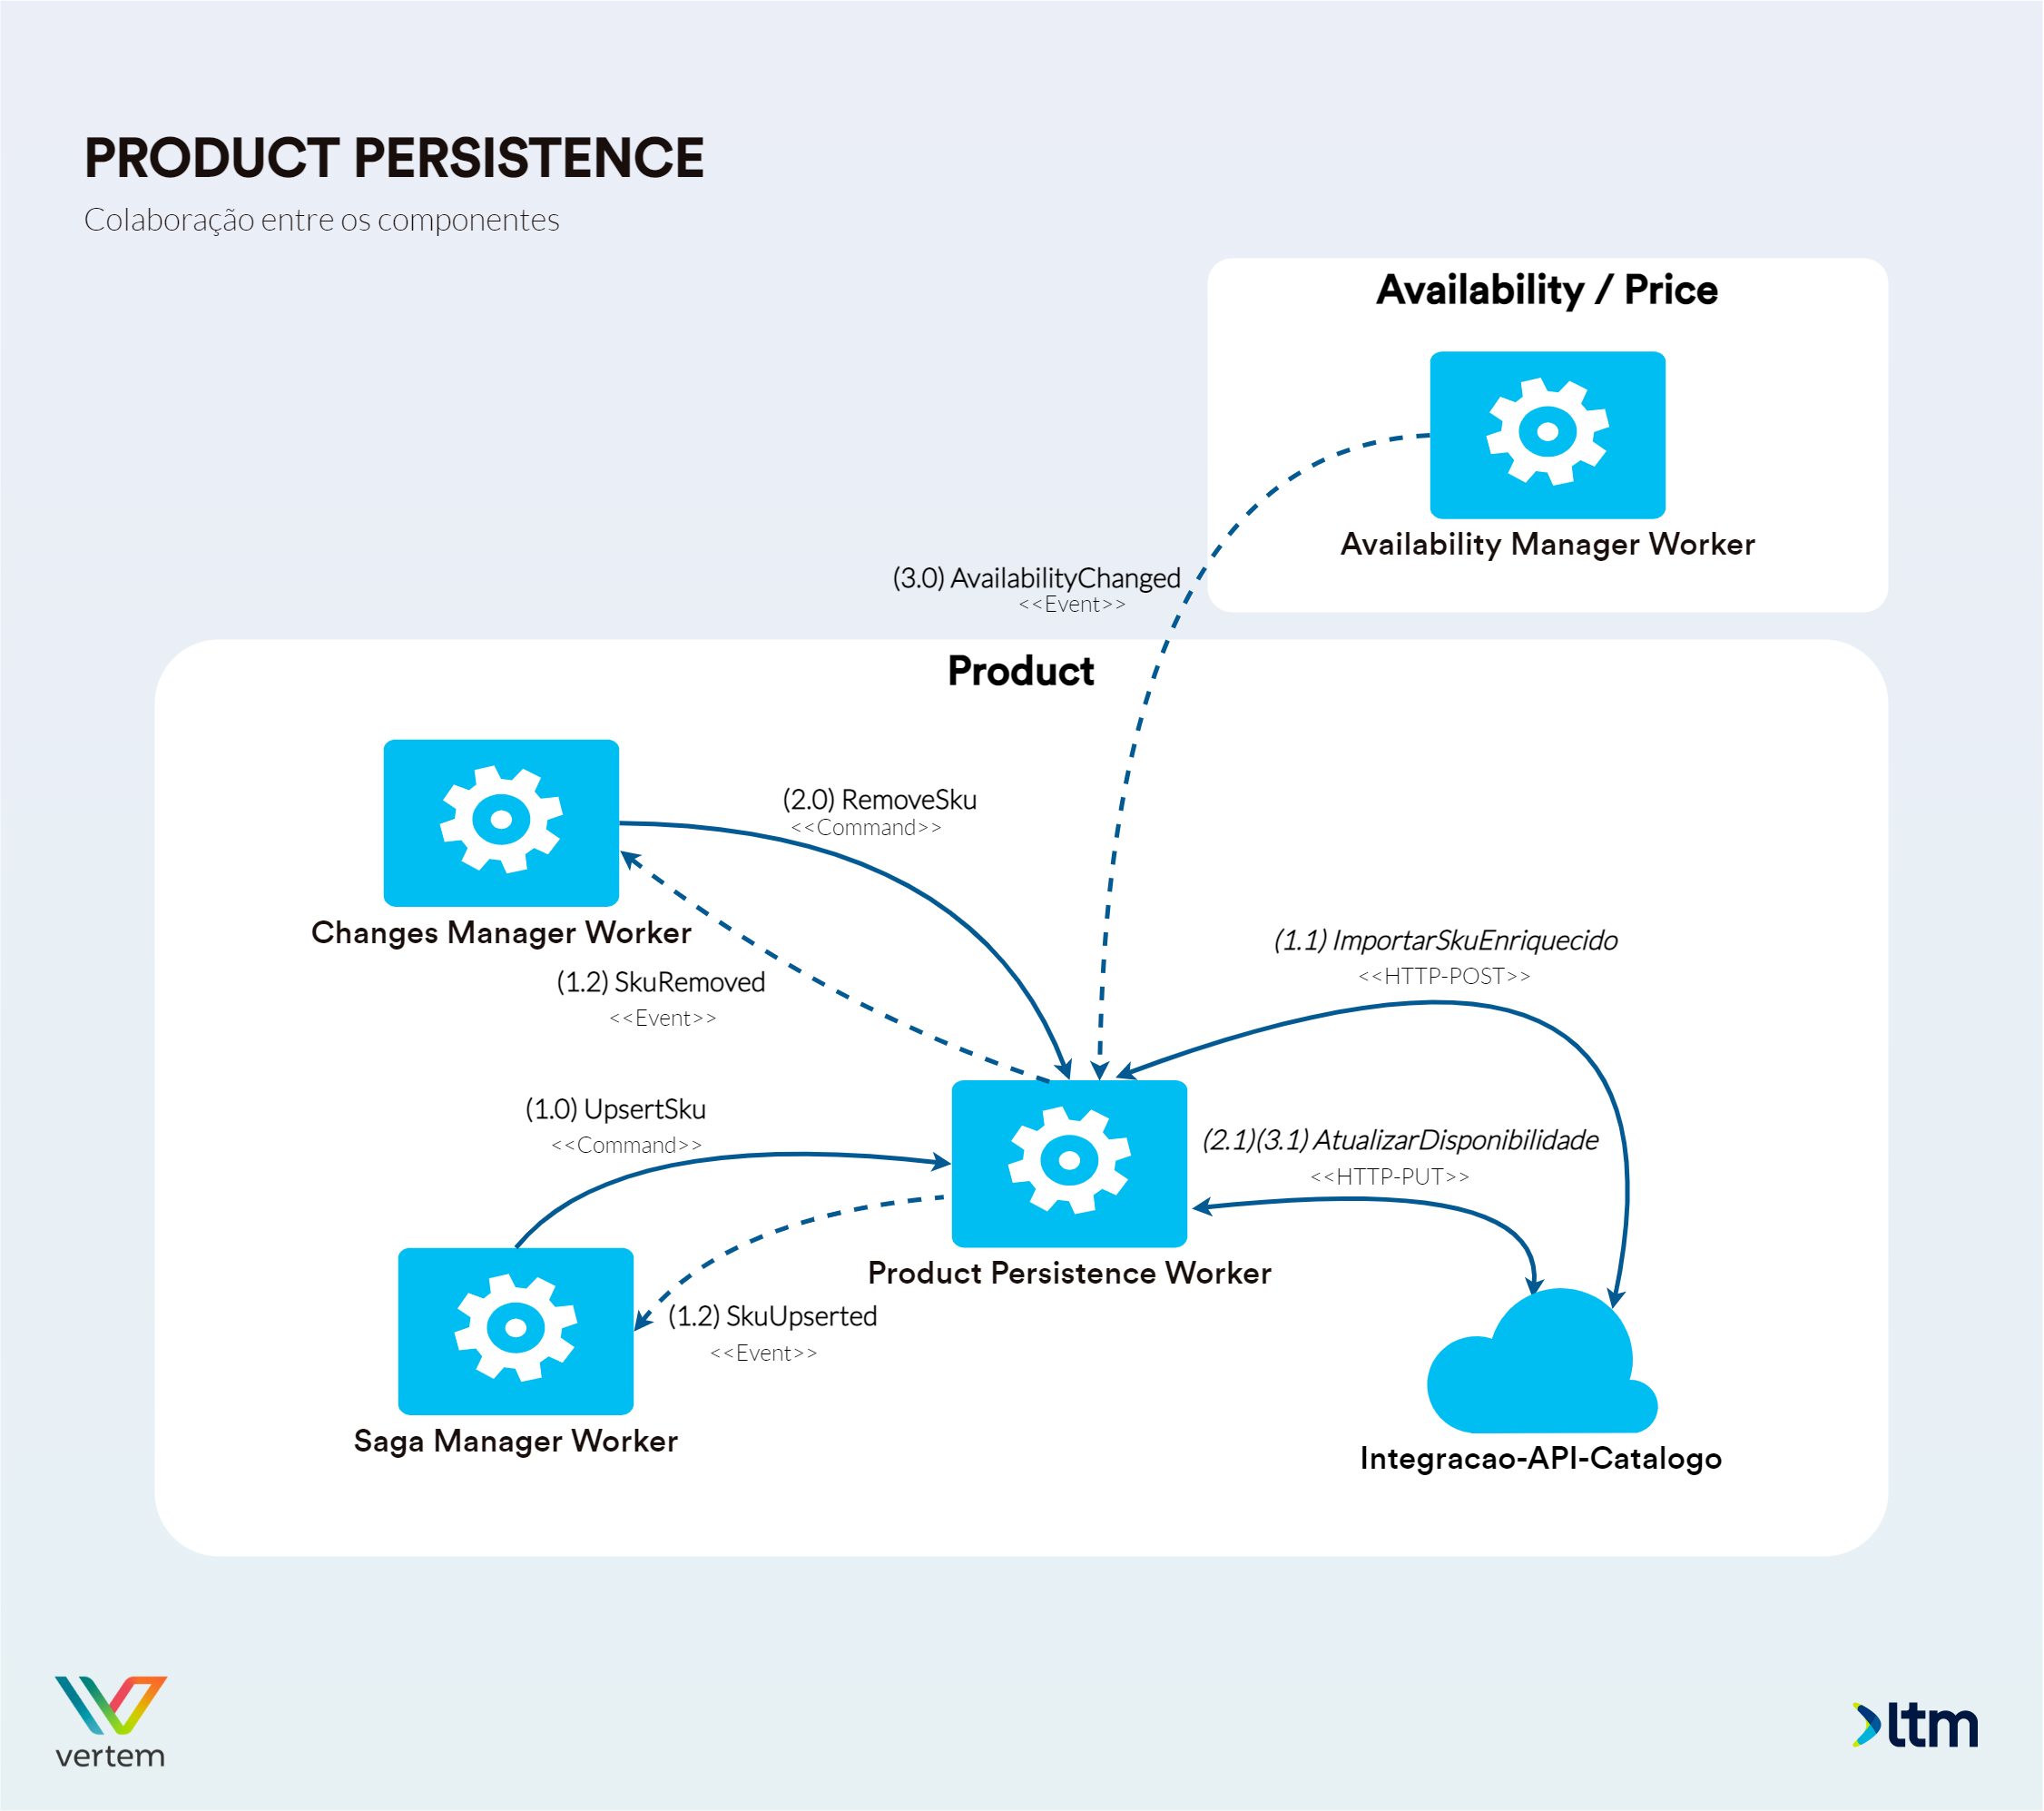 PRODUCT PERSISTENCE
Colaboração entre os componentes
Availability / Price
Availability Manager Worker
(3.0) AvailabilityChanged
<<Event>>
Product
(2.0) RemoveSku
<<Command>>
Changes Manager Worker
(1.2) SkuRemoved
<<Event>>
(1.1) ImportarSkuEnriquecido
<<HTTP-POST>>
(1.0) UpsertSku
<<Command>>
(2.1)(3.1) AtualizarDisponibilidade
<<HTTP-PUT>>
Product Persistence Worker
(1.2) SkuUpserted
<<Event>>
Saga Manager Worker
Integracao-API-Catalogo
vertem
ltm